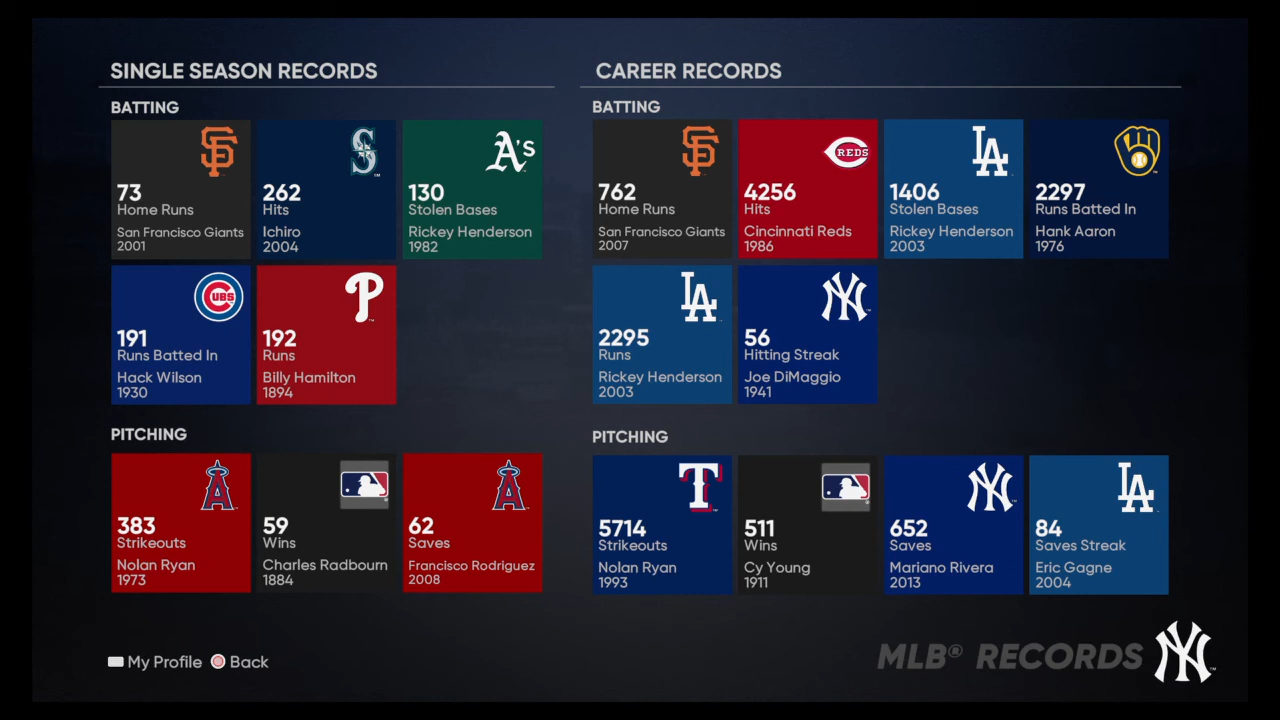 SINGLE SEASON RECORDS
BATTING
73
Home Runs
San Francisco Giants
2001
262
Hits
Ichiro
2004
A's
130
Stolen Bases
Rickey Henderson
1982
CUBS
191
Runs Batted In
Hack Wilson
1930
P
192
Runs
Billy Hamilton
1894
PITCHING
A
383
Strikeouts
Nolan Ryan
1973
59
Wins
Charles Radbourn
1884
A
62
Saves
Francisco Rodriguez
2008
CAREER RECORDS
BATTING
SF
762
Home Runs
San Francisco Giants
2007
REDS
4256
Hits
Cincinnati Reds
1986
LA
1406
Stolen Bases
Rickey Henderson
2003
2297
Runs Batted In
Hank Aaron
1976
LA
2295
Runs
Rickey Henderson
2003
NY
56
Hitting Streak
Joe DiMaggio
1941
PITCHING
T
5714
Strikeouts
Nolan Ryan
1993
511
Wins
Cy Young
1911
NY
652
Saves
Mariano Rivera
2013
LA
84
Saves Streak
Eric Gagne
2004
My Profile Back
MLB® RECORDS NY